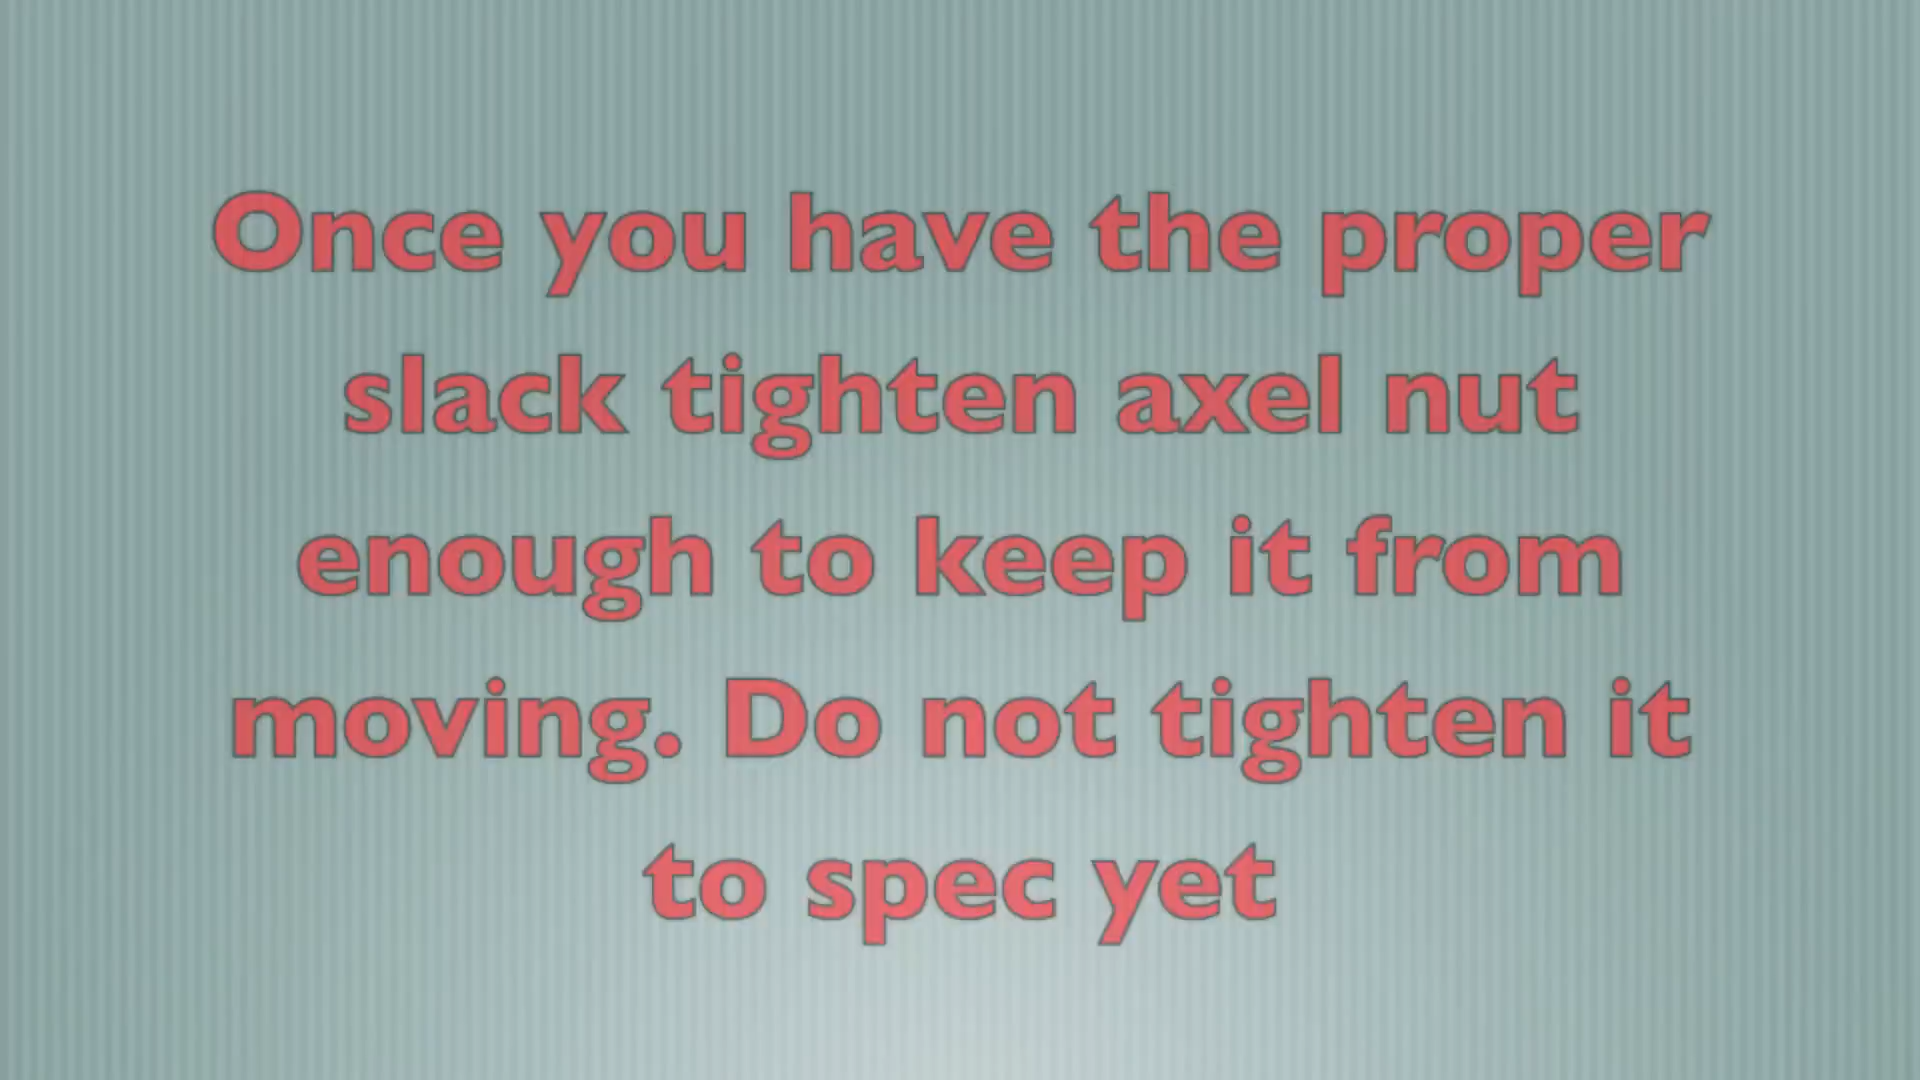 Once you have the proper
slack tighten axel nut
enough to keep it from
moving. Do not tighten it
to spec yet